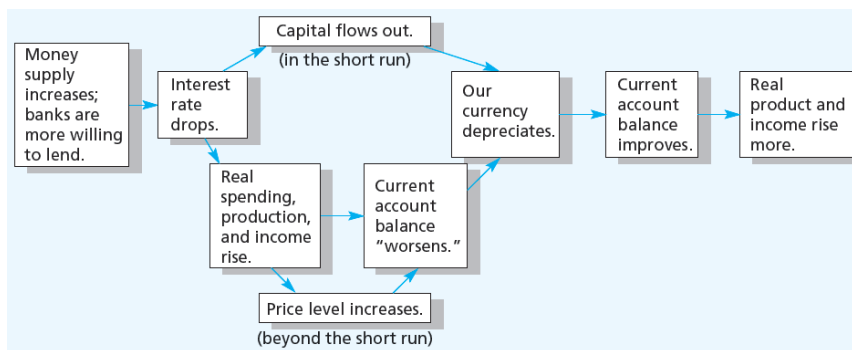 Capital flows out.
(in the short run)
Money
supply
increases;
banks are
more willing
to lend.
Interest
rate
drops.
Our
currency
depreciates.
Current
account
balance
improves.
Real
product and
income rise
more.
Real
spending,
production,
and income
rise.
Current
account
balance
“worsens.”
Price level increases.
(beyond the short run)